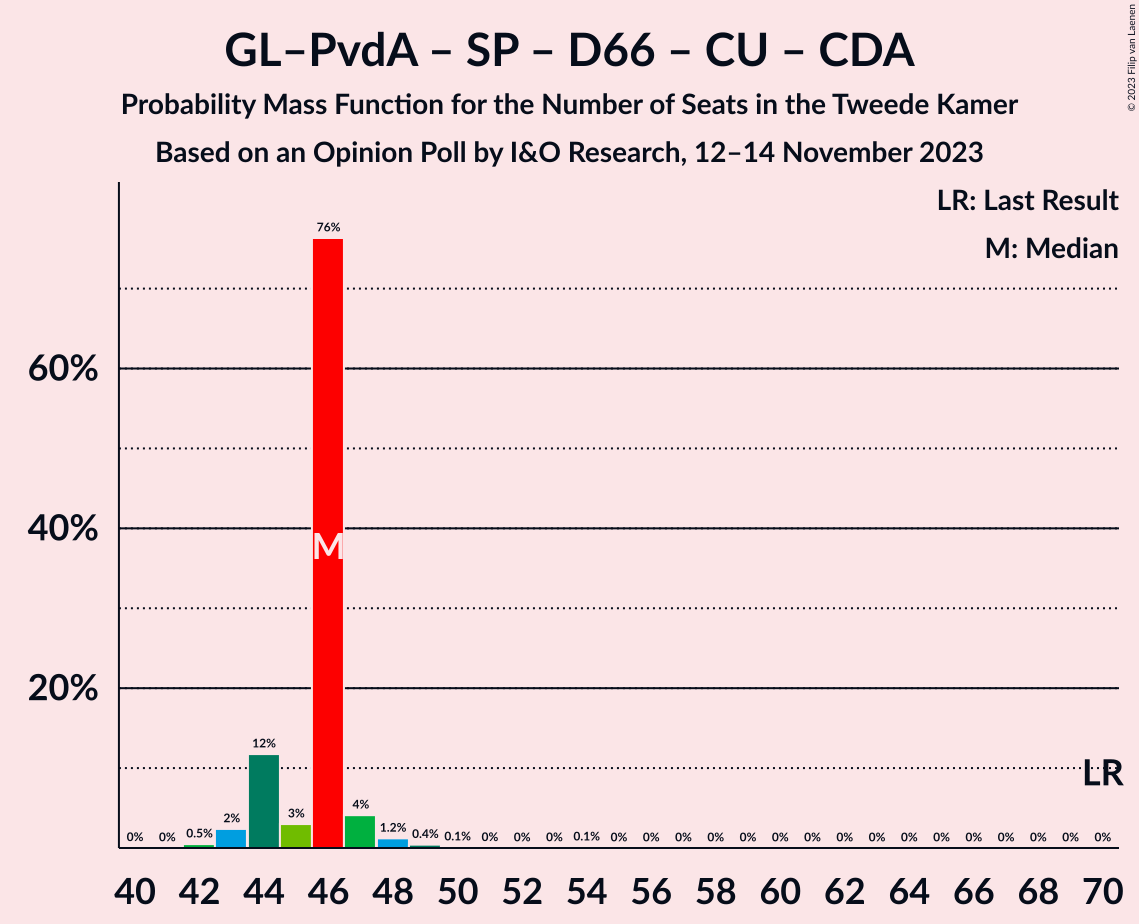 GL–PvdA – SP – D66 – CU – CDA
Probability Mass Function for the Number of Seats in the Tweede Kamer
Based on an Opinion Poll by I&O Research, 12–14 November 2023
© 2023 Filip van Laenen
LR: Last Result
M: Median
60%
40%
20%
76%
M
12%
LR
0% 0% 0.5% 2% 3% 4% 1.2% 0.4% 0.1% 0% 0% 0% 0.1% 0% 0% 0% 0% 0% 0% 0% 0% 0% 0% 0% 0% 0% 0% 0% 0%
40 42 44 46 48 50 52 54 56 58 60 62 64 66 68 70